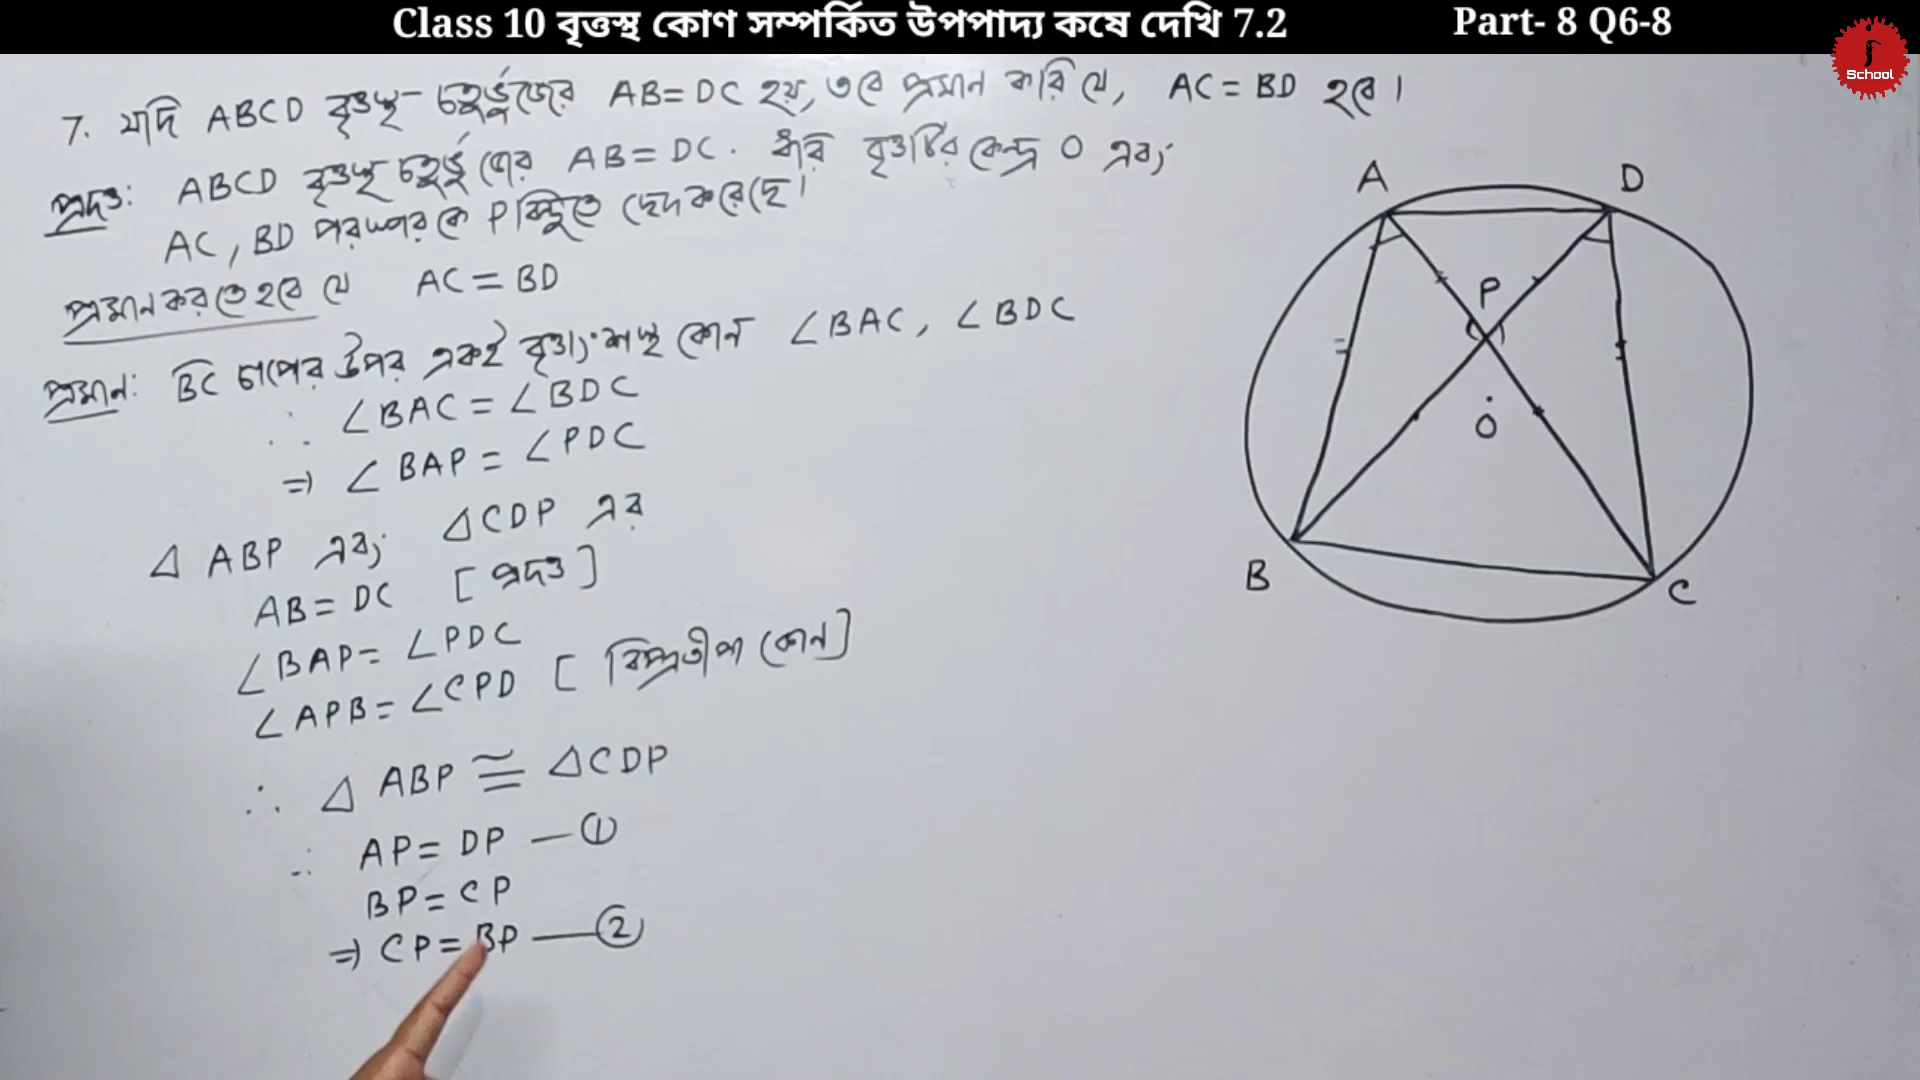 Class 10 বৃত্তস্থ কোণ সম্পর্কিত উপপাদ্য কষে দেখি 7.2 Part- 8 Q6-8
School
7. যদি ABCD বৃত্তস্থ চতুর্ভুজের AB = DC হয়, তবে প্রমান করি যে, AC = BD হবে।
প্রদত্ত: ABCD বৃত্তস্থ চতুর্ভুজের AB = DC. ধরি বৃত্তটির কেন্দ্র O এবং
AC, BD পরস্পরকে P বিন্দুতে ছেদ করেছে।
প্রমান করতে হবে যে AC = BD
প্রমান: BC চাপের উপর একই বৃত্তাংশস্থ কোন ∠BAC, ∠BDC
∴ ∠BAC = ∠BDC
⇒ ∠BAP = ∠PDC
△ ABP এবং △CDP এর
AB = DC [প্রদত্ত]
∠BAP = ∠PDC
∠APB = ∠CPD [বিপ্রতীপ কোন]
∴ △ ABP ≅ △CDP
∴ AP = DP — ①
BP = CP
⇒ CP = BP — ②
A D
P
O
B C